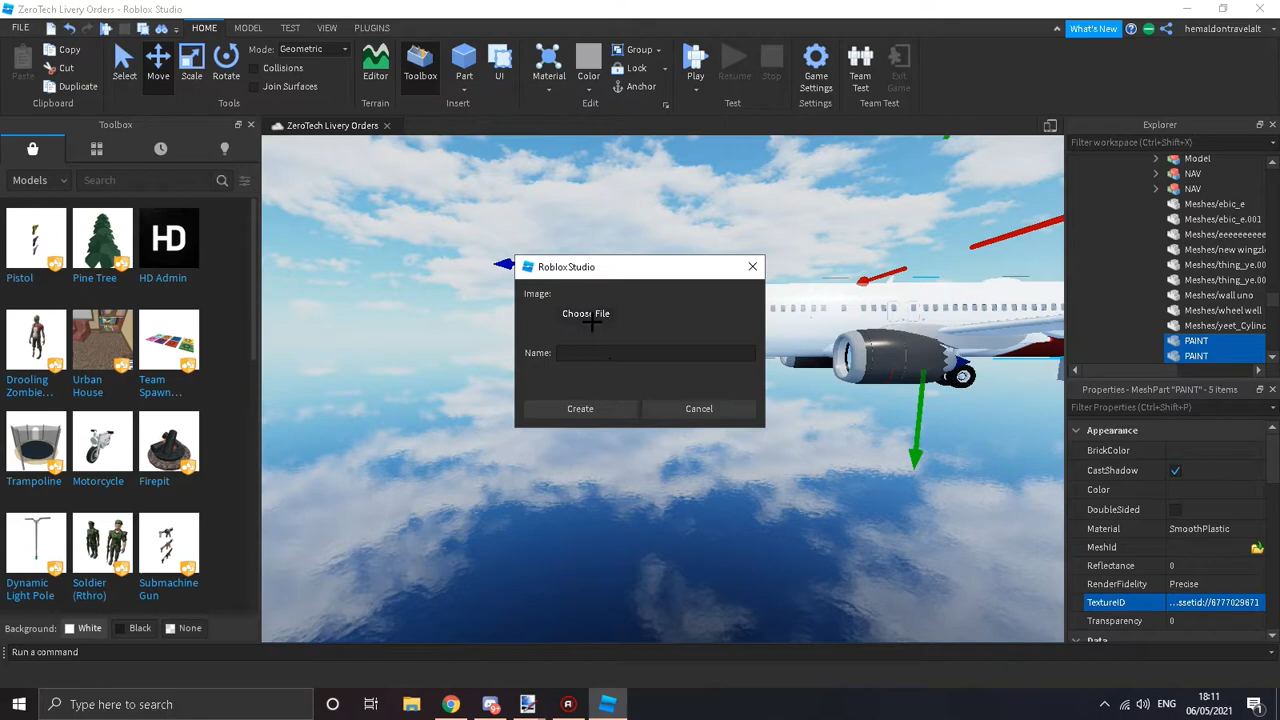 ZeroTech Livery Orders - Roblox Studio
FILE
HOME
MODEL
TEST
VIEW
PLUGINS
What's New
hemaldontravelalt
Paste
Copy
Cut
Duplicate
Clipboard
Select
Move
Scale
Rotate
Mode: Geometric
Collisions
Join Surfaces
Tools
Editor
Terrain
Toolbox
Part
UI
Insert
Material
Color
Group
Lock
Anchor
Edit
Play
Resume
Stop
Test
Game
Settings
Settings
Team
Test
Exit
Game
Team Test
Toolbox
ZeroTech Livery Orders
Explorer
Filter workspace (Ctrl+Shift+X)
Models
Search
Pistol
Pine Tree
HD
HD Admin
Drooling
Zombie...
Urban
House
Team
Spawn...
Trampoline
Motorcycle
Firepit
Dynamic
Light Pole
Soldier
(Rthro)
Submachine
Gun
Background:
White
Black
None
RobloxStudio
Image:
Choose File
Name:
Create
Cancel
Model
NAV
NAV
Meshes/ebic_e
Meshes/ebic_e.001
Meshes/eeeeeeeeee
Meshes/new wingzle
Meshes/thing_ye.00
Meshes/thing_ye.00
Meshes/wall uno
Meshes/wheel well
Meshes/yeet_Cylind
PAINT
PAINT
Properties - MeshPart "PAINT" - 5 items
Filter Properties (Ctrl+Shift+P)
Appearance
BrickColor
CastShadow
Color
DoubleSided
Material
SmoothPlastic
MeshId
Reflectance
0
RenderFidelity
Precise
TextureID
...ssetid://6777029671
Transparency
0
Data
Run a command
Type here to search
ENG
18:11
06/05/2021